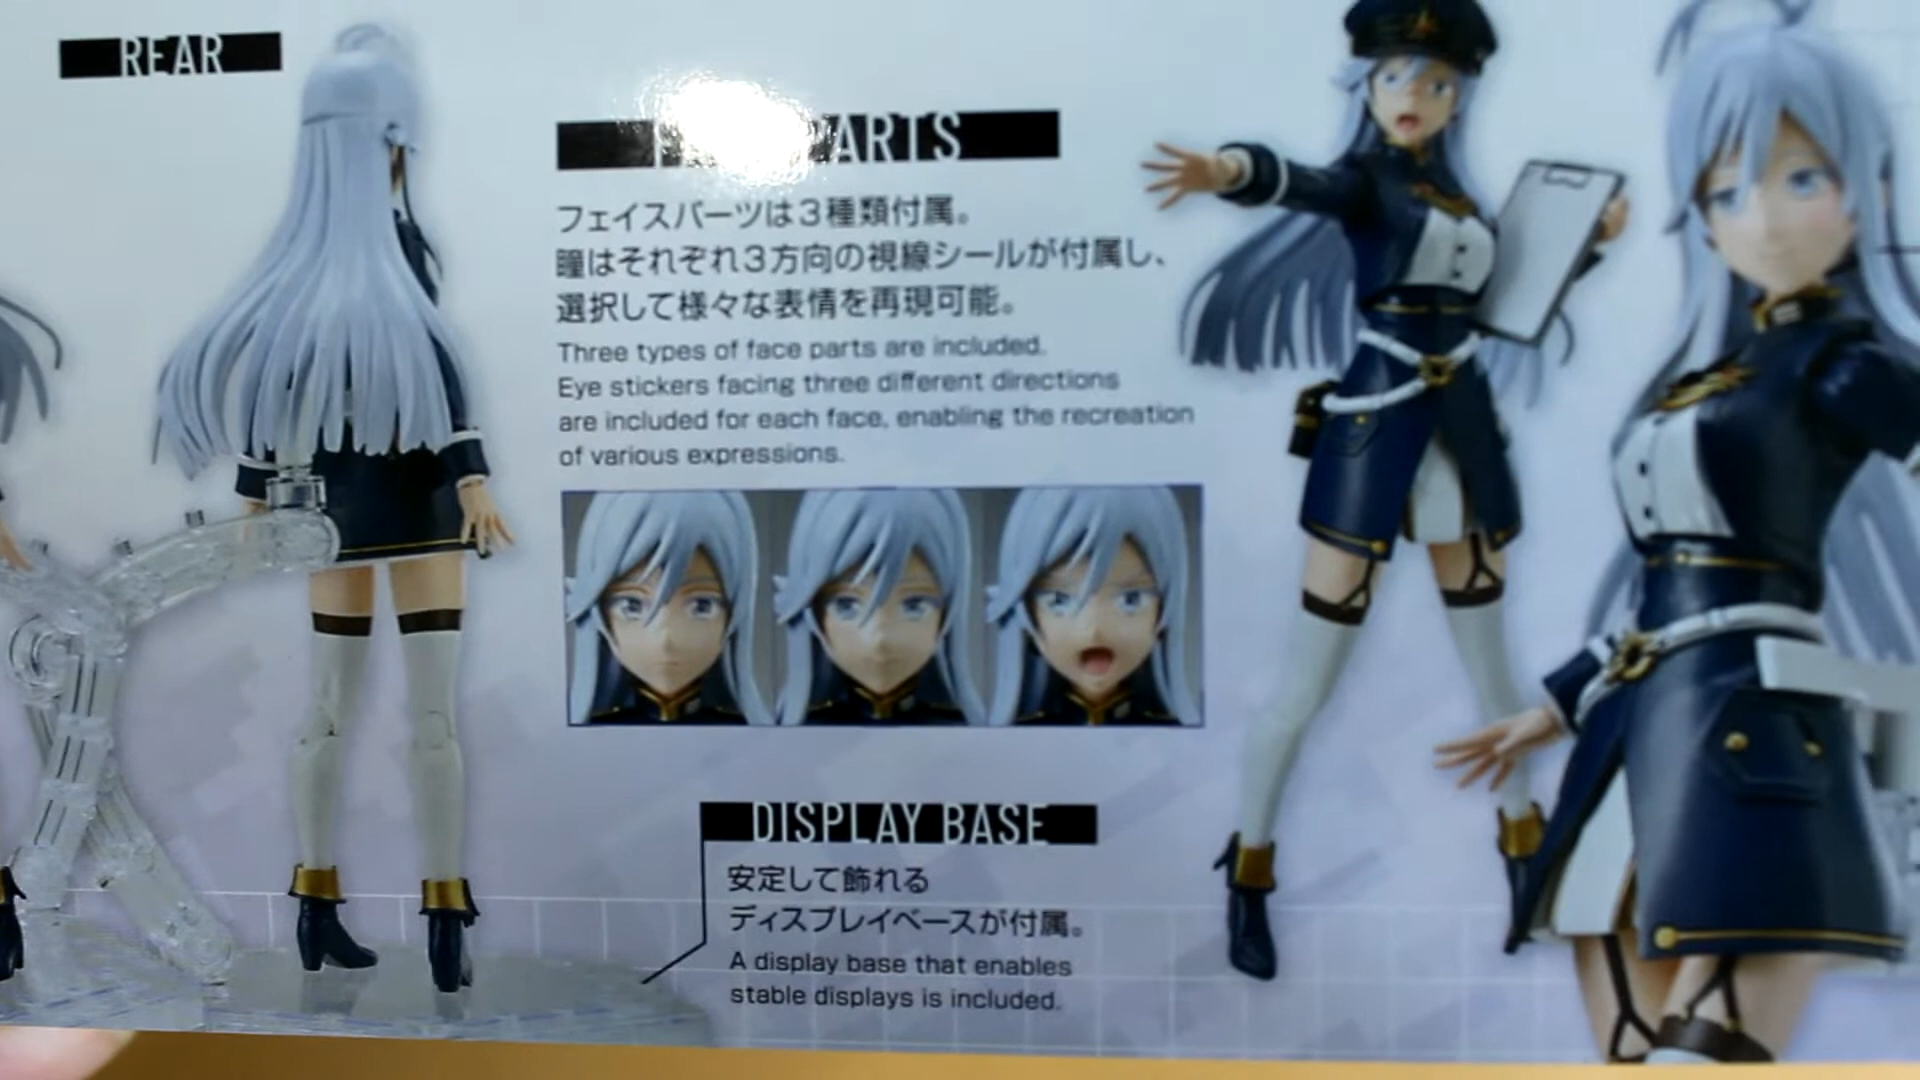 REAR
PARTS
フェイスパーツは3種類付属。
瞳はそれぞれ3方向の視線シールが付属し、
選択して様々な表情を再現可能。
Three types of face parts are included.
Eye stickers facing three different directions
are included for each face, enabling the recreation
of various expressions.
DISPLAY BASE
安定して飾れる
ディスプレイベースが付属。
A display base that enables
stable displays is included.